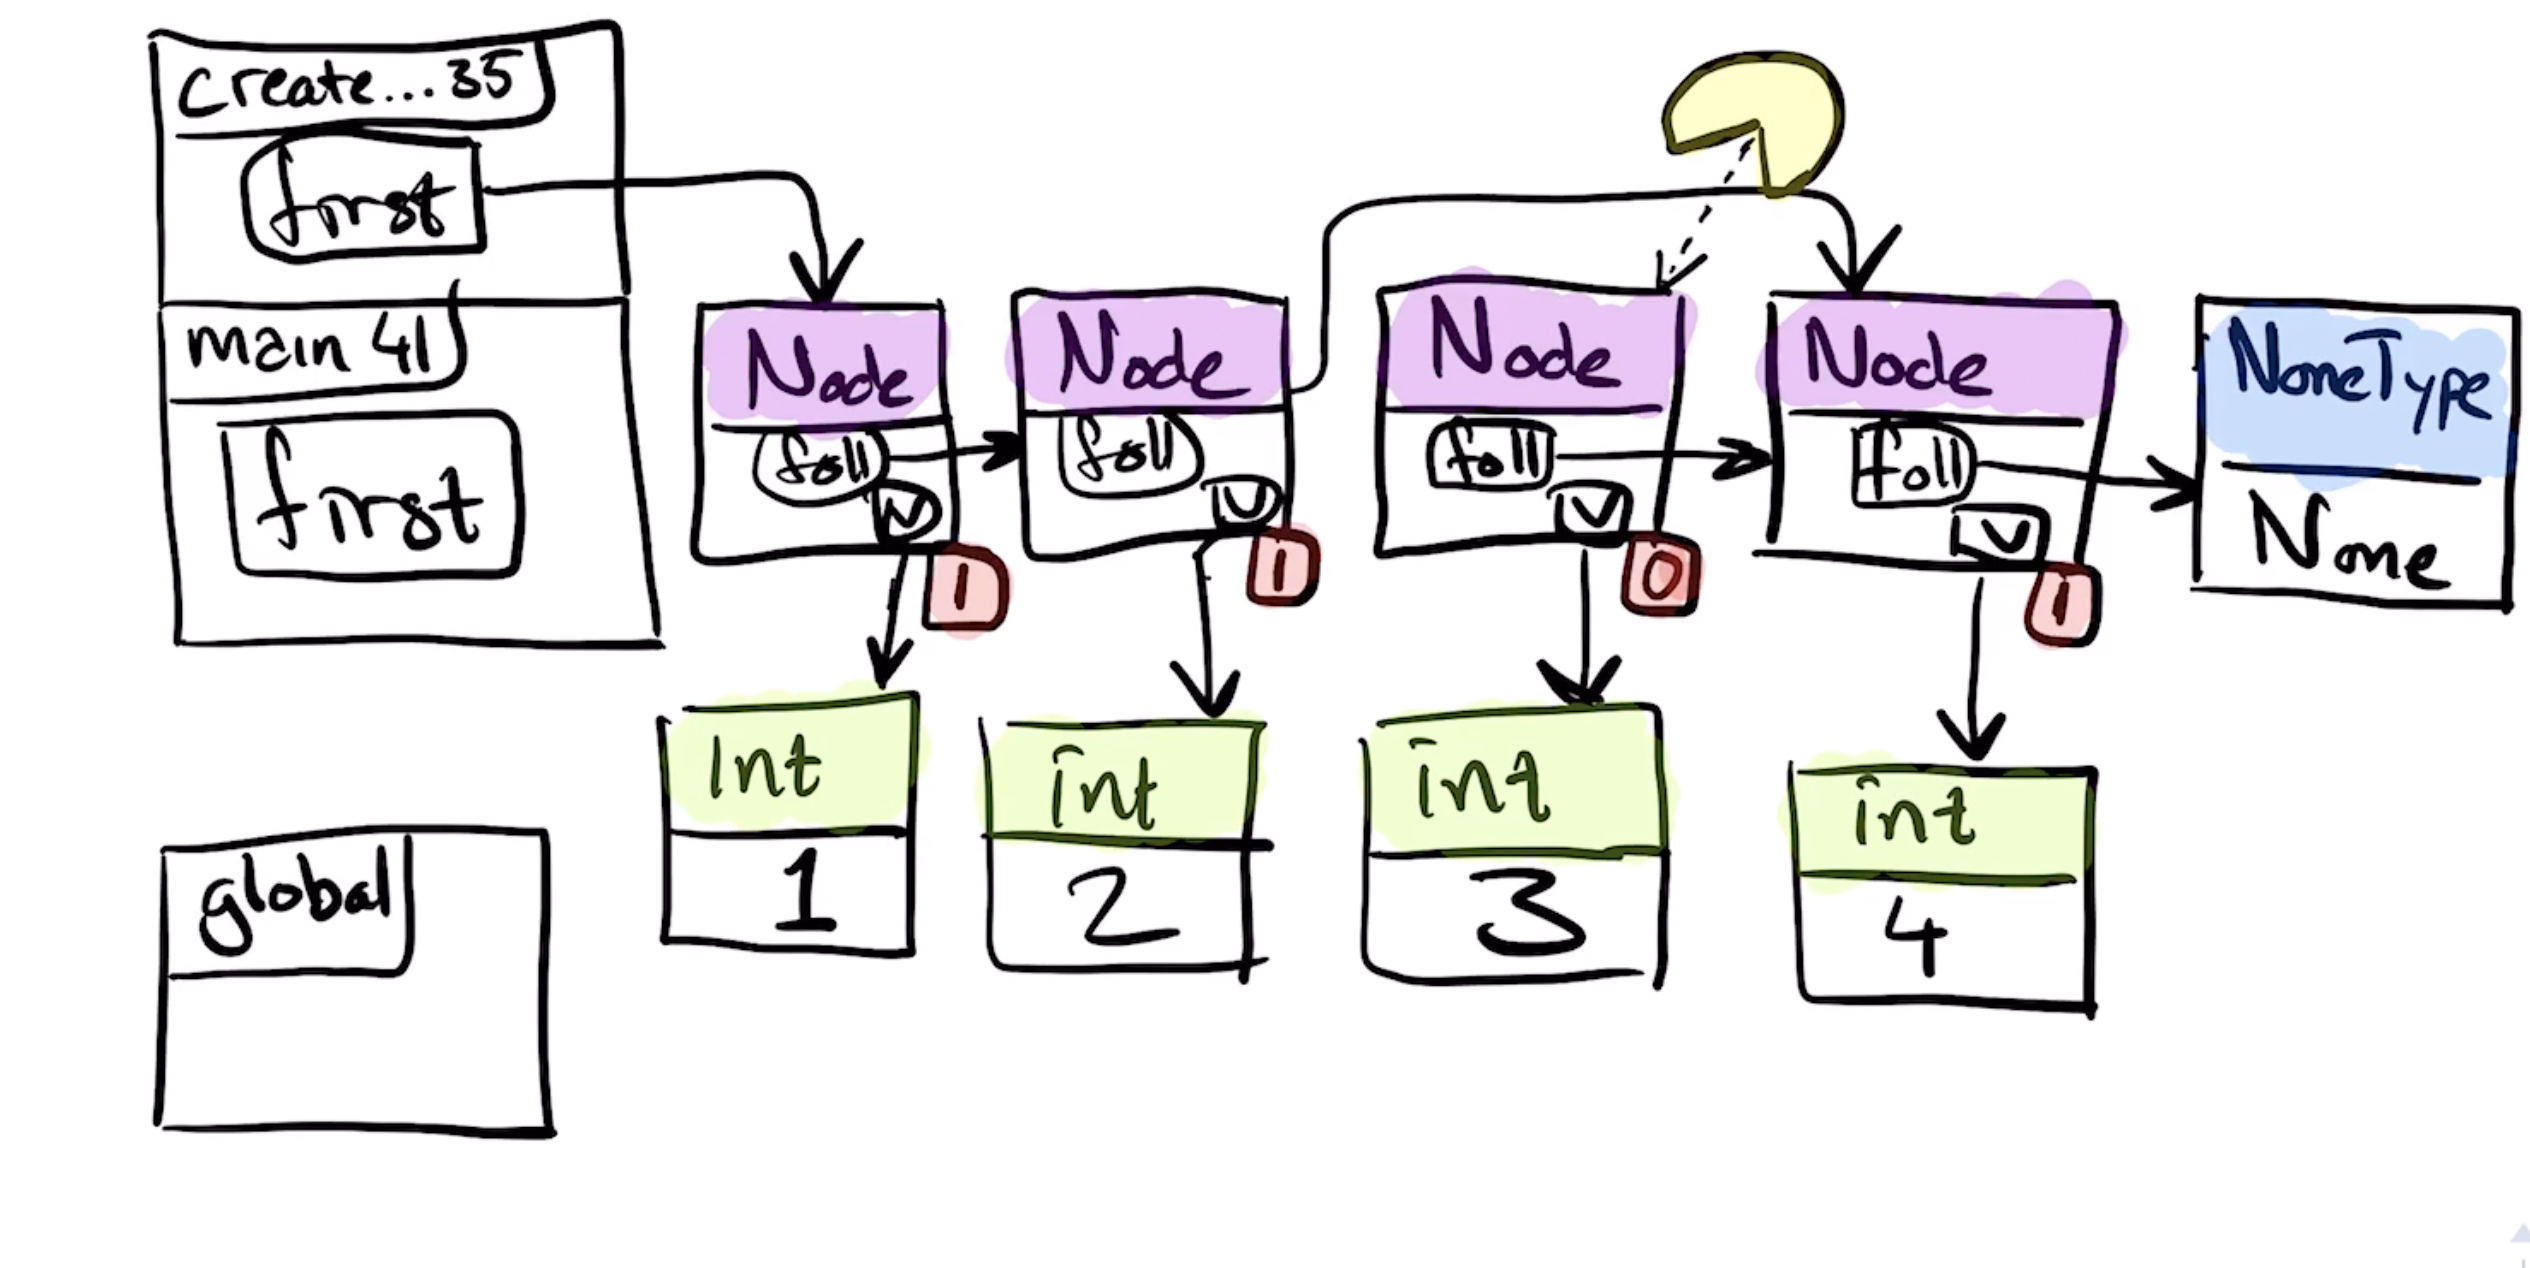 create...35
first
main 41
first
global
Node
foll
V
1
Node
foll
V
1
Node
foll
V
0
Node
foll
V
1
NoneType
None
Int
1
int
2
int
3
int
4